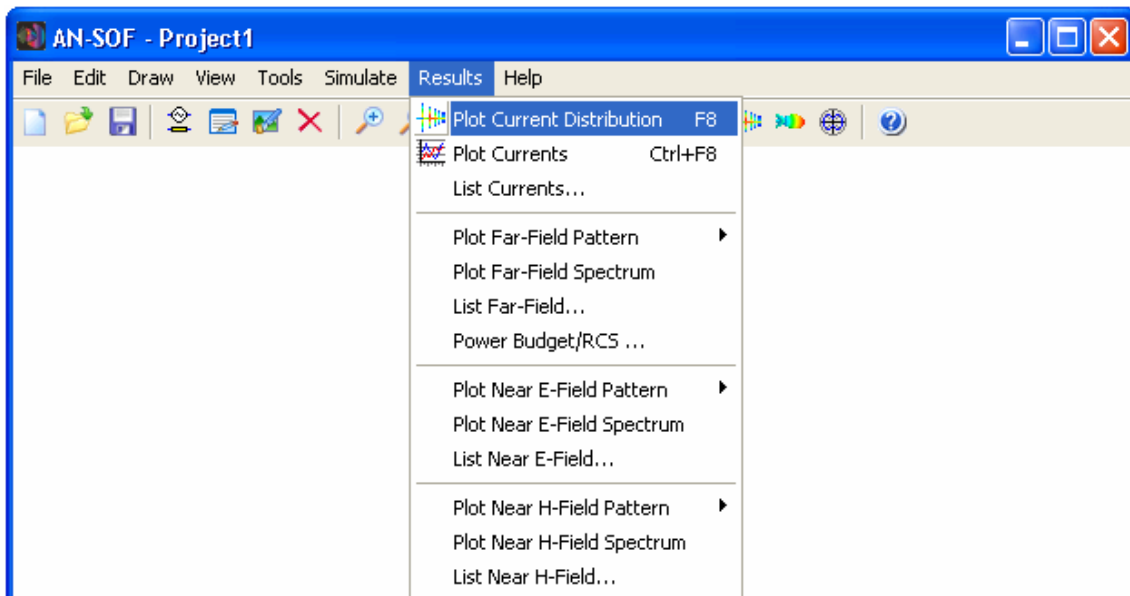 AN-SOF - Project1
File Edit Draw View Tools Simulate Results Help
Plot Current Distribution F8
Plot Currents Ctrl+F8
List Currents...
Plot Far-Field Pattern
Plot Far-Field Spectrum
List Far-Field...
Power Budget/RCS ...
Plot Near E-Field Pattern
Plot Near E-Field Spectrum
List Near E-Field...
Plot Near H-Field Pattern
Plot Near H-Field Spectrum
List Near H-Field...